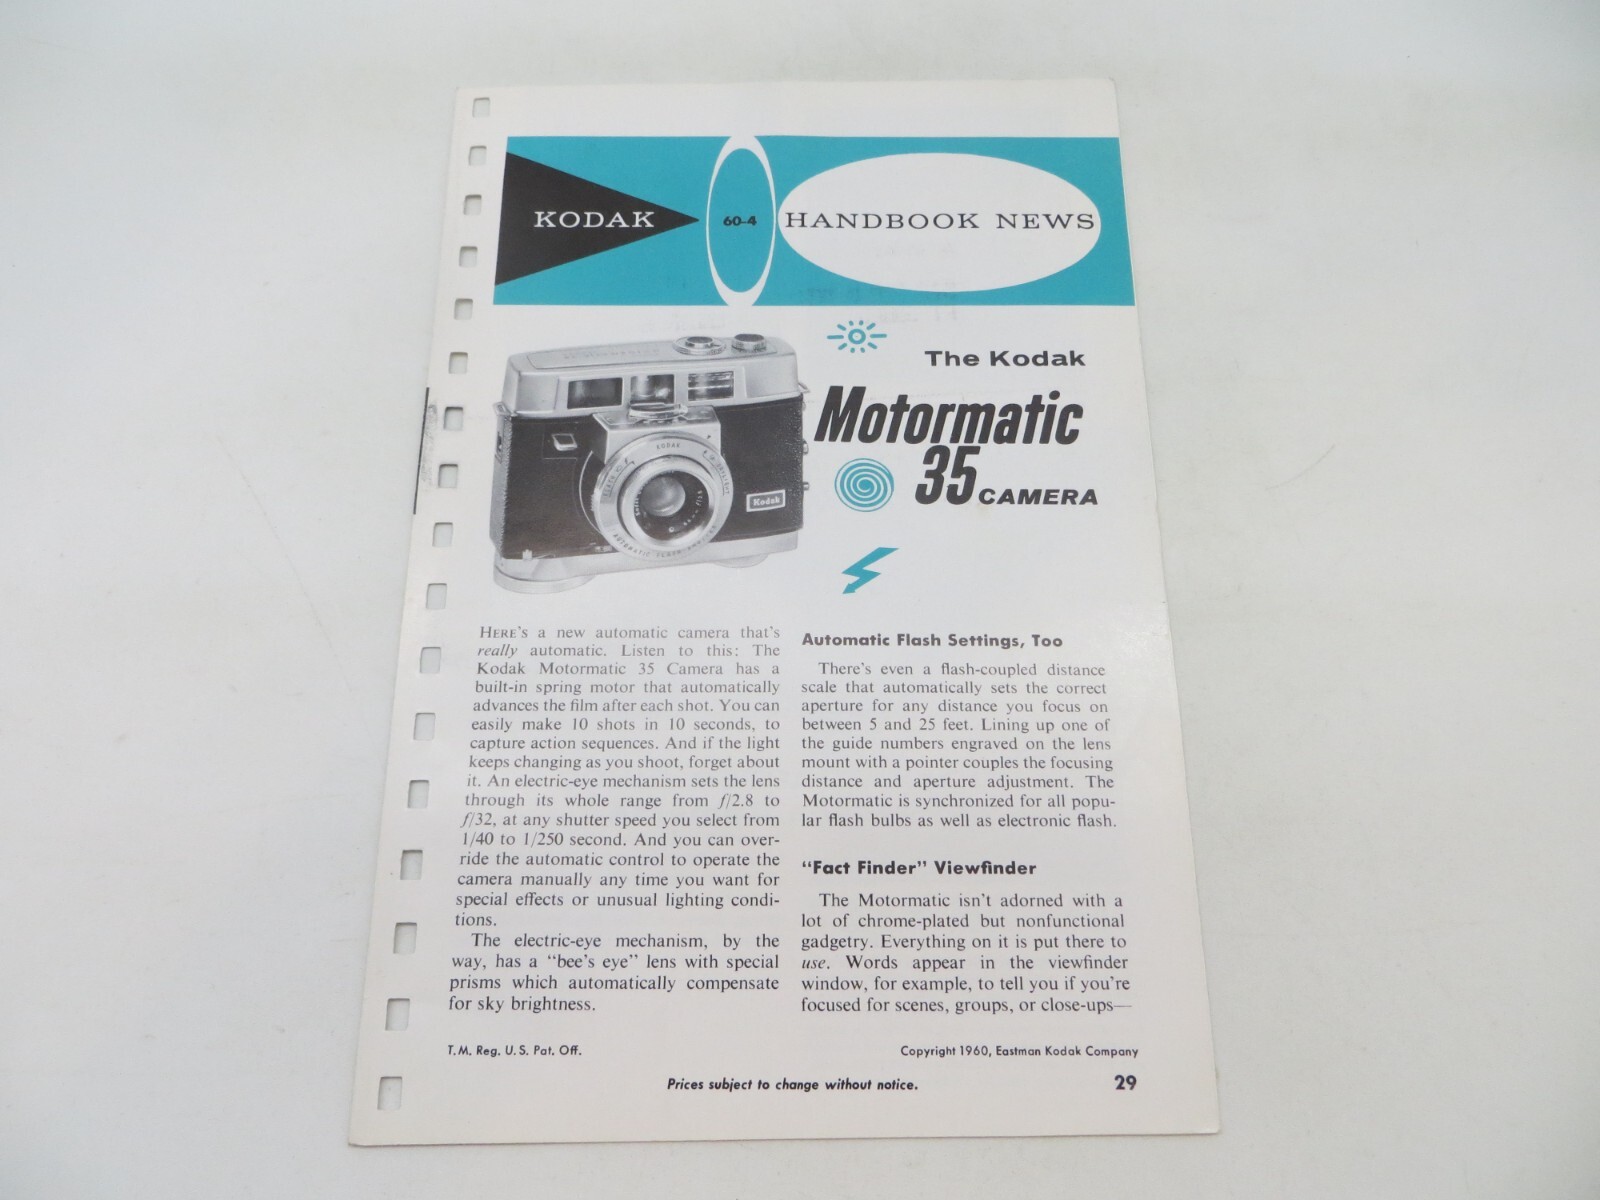 KODAK 60-4 HANDBOOK NEWS
The Kodak
Motormatic
35 CAMERA
KODAK
Kodak
HERE'S a new automatic camera that's
really automatic. Listen to this: The
Kodak Motormatic 35 Camera has a
built-in spring motor that automatically
advances the film after each shot. You can
easily make 10 shots in 10 seconds, to
capture action sequences. And if the light
keeps changing as you shoot, forget about
it. An electric-eye mechanism sets the lens
through its whole range from f/2.8 to
f/32, at any shutter speed you select from
1/40 to 1/250 second. And you can over-
ride the automatic control to operate the
camera manually any time you want for
special effects or unusual lighting condi-
tions.
The electric-eye mechanism, by the
way, has a "bee's eye" lens with special
prisms which automatically compensate
for sky brightness.
Automatic Flash Settings, Too
There's even a flash-coupled distance
scale that automatically sets the correct
aperture for any distance you focus on
between 5 and 25 feet. Lining up one of
the guide numbers engraved on the lens
mount with a pointer couples the focusing
distance and aperture adjustment. The
Motormatic is synchronized for all popu-
lar flash bulbs as well as electronic flash.
"Fact Finder" Viewfinder
The Motormatic isn't adorned with a
lot of chrome-plated but nonfunctional
gadgetry. Everything on it is put there to
use. Words appear in the viewfinder
window, for example, to tell you if you're
focused for scenes, groups, or close-ups—
T.M. Reg. U.S. Pat. Off.
Copyright 1960, Eastman Kodak Company
Prices subject to change without notice.
29